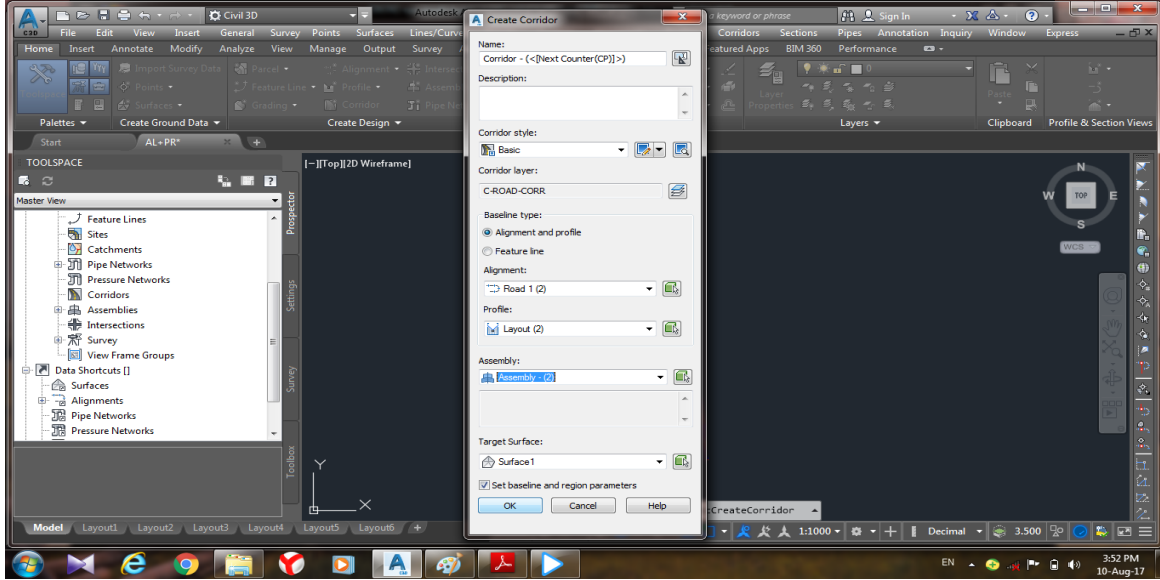 C3D
Civil 3D
Autodesk
a keyword or phrase
Sign In
File Edit View Insert General Survey Points Surfaces Lines/Curve
Corridors Sections Pipes Annotation Inquiry Window Express
Home Insert Annotate Modify Analyze View Manage Output Survey
eatured Apps BIM 360 Performance
Import Survey Data
Parcel
Alignment
Points
Feature Line
Profile
Surfaces
Grading
Corridor
Layer
Properties
Paste
Palettes
Create Ground Data
Create Design
Layers
Clipboard
Profile & Section Views
Start
AL+PR*
TOOLSPACE
Master View
Feature Lines
Sites
Catchments
Pipe Networks
Pressure Networks
Corridors
Assemblies
Intersections
Survey
View Frame Groups
Data Shortcuts []
Surfaces
Alignments
Pipe Networks
Pressure Networks
Prospector
Settings
Survey
Toolbox
[-][Top][2D Wireframe]
Create Corridor
Name:
Corridor - (<[Next Counter(CP)]>)
Description:
Corridor style:
Basic
Corridor layer:
C-ROAD-CORR
Baseline type:
Alignment and profile
Feature line
Alignment:
Road 1 (2)
Profile:
Layout (2)
Assembly:
Assembly - (2)
Target Surface:
Surface1
Set baseline and region parameters
OK Cancel Help
N
W TOP E
S
WCS
Y
X
CreateCorridor
Model Layout1 Layout2 Layout3 Layout4 Layout5 Layout6 +
1:1000
Decimal
3.500
EN
3:52 PM
10-Aug-17